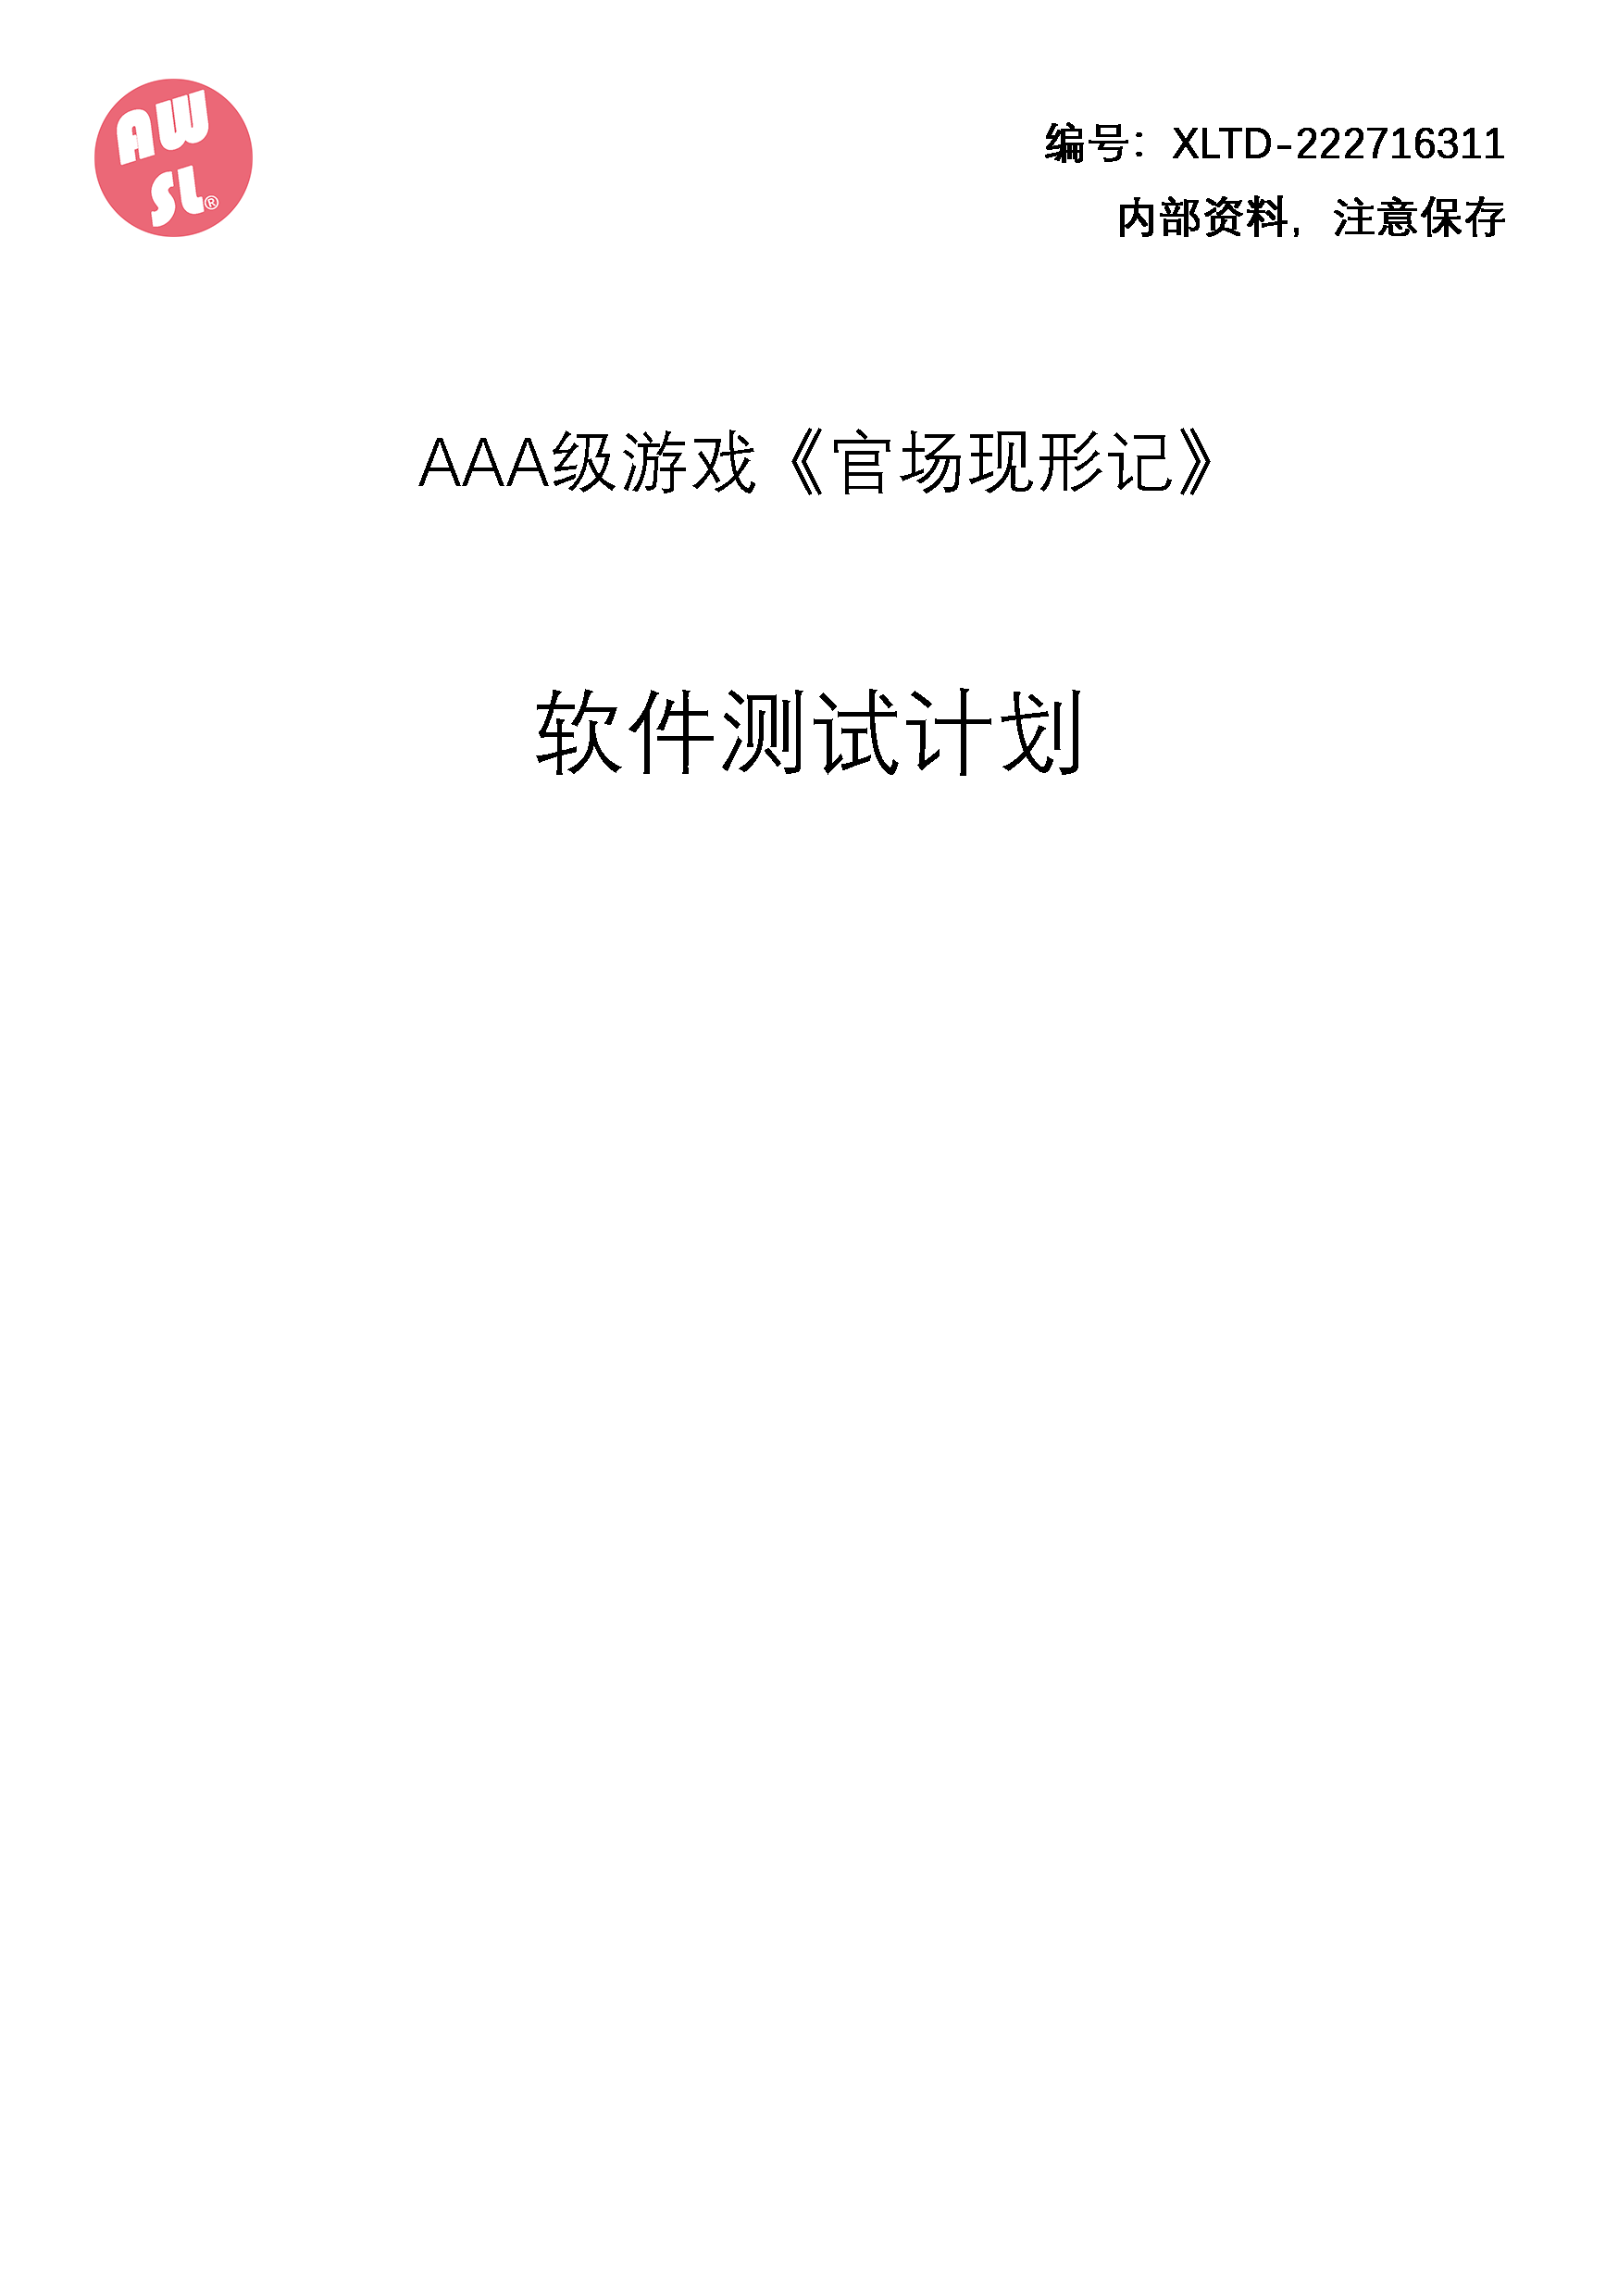 AW
SL®
编号：XLTD-222716311
内部资料，注意保存
AAA级游戏《官场现形记》
软件测试计划